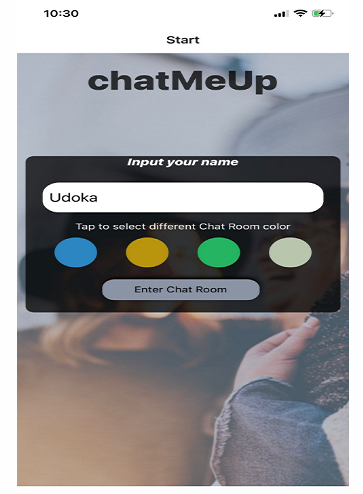 10:30
Start
chatMeUp
Input your name
Udoka
Tap to select different Chat Room color
Enter Chat Room